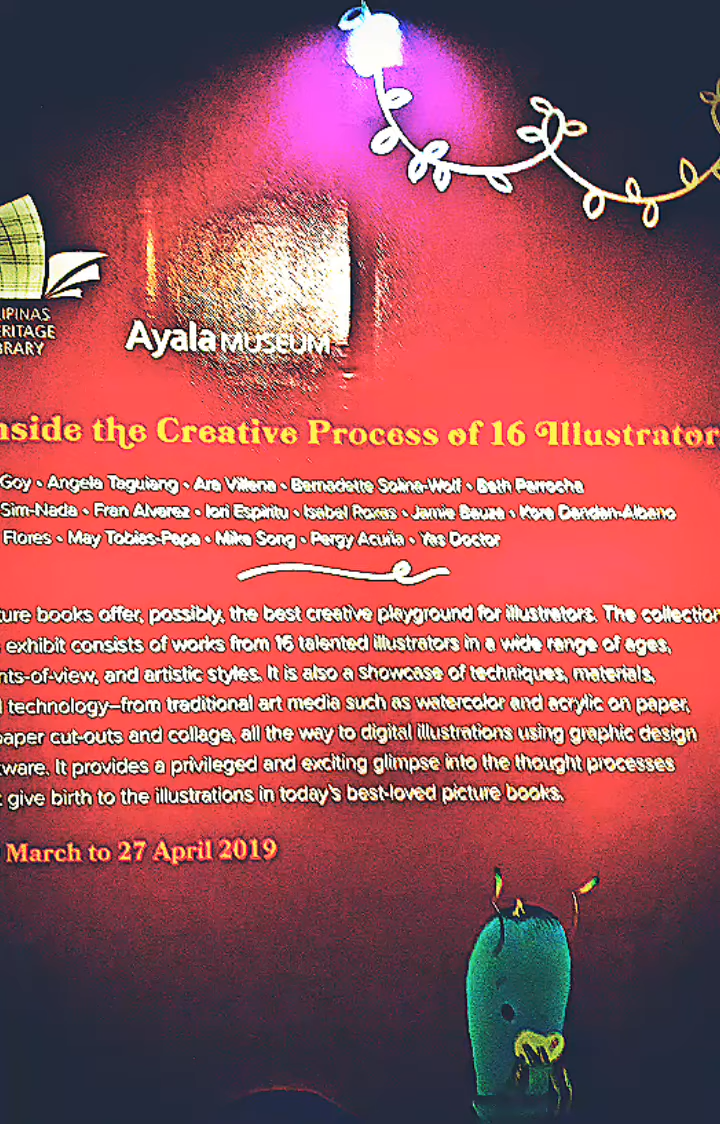 IPINAS
ERITAGE
BRARY
Ayala MUSEUM
nside the Creative Process of 16 Illustrator
Goy • Angela Taguiang • Ara Villena • Bernadette Solina-Wolf • Beth Parrocha
Sim-Nada • Fran Alvarez • Iori Espiritu • Isabel Roxas • Jamie Bauza • Kora Dandan-Albano
Flores • May Tobias-Papa • Mika Song • Pergy Acuña • Yas Doctor
ture books offer, possibly, the best creative playground for illustrators. The collection
exhibit consists of works from 16 talented illustrators in a wide range of ages,
nts-of-view, and artistic styles. It is also a showcase of techniques, materials,
technology—from traditional art media such as watercolor and acrylic on paper,
paper cut-outs and collage, all the way to digital illustrations using graphic design
ware. It provides a privileged and exciting glimpse into the thought processes
give birth to the illustrations in today's best-loved picture books.
March to 27 April 2019